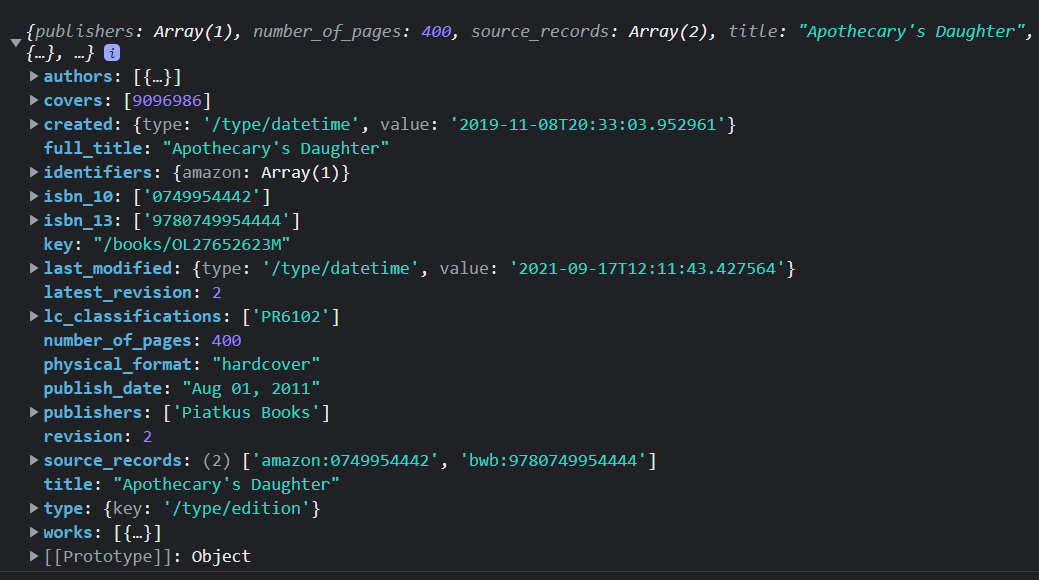 {publishers: Array(1), number_of_pages: 400, source_records: Array(2), title: "Apothecary's Daughter",
{…}, …} i
authors: [{…}]
covers: [9096986]
created: {type: '/type/datetime', value: '2019-11-08T20:33:03.952961'}
full_title: "Apothecary's Daughter"
identifiers: {amazon: Array(1)}
isbn_10: ['0749954442']
isbn_13: ['9780749954444']
key: "/books/OL27652623M"
last_modified: {type: '/type/datetime', value: '2021-09-17T12:11:43.427564'}
latest_revision: 2
lc_classifications: ['PR6102']
number_of_pages: 400
physical_format: "hardcover"
publish_date: "Aug 01, 2011"
publishers: ['Piatkus Books']
revision: 2
source_records: (2) ['amazon:0749954442', 'bwb:9780749954444']
title: "Apothecary's Daughter"
type: {key: '/type/edition'}
works: [{…}]
[[Prototype]]: Object